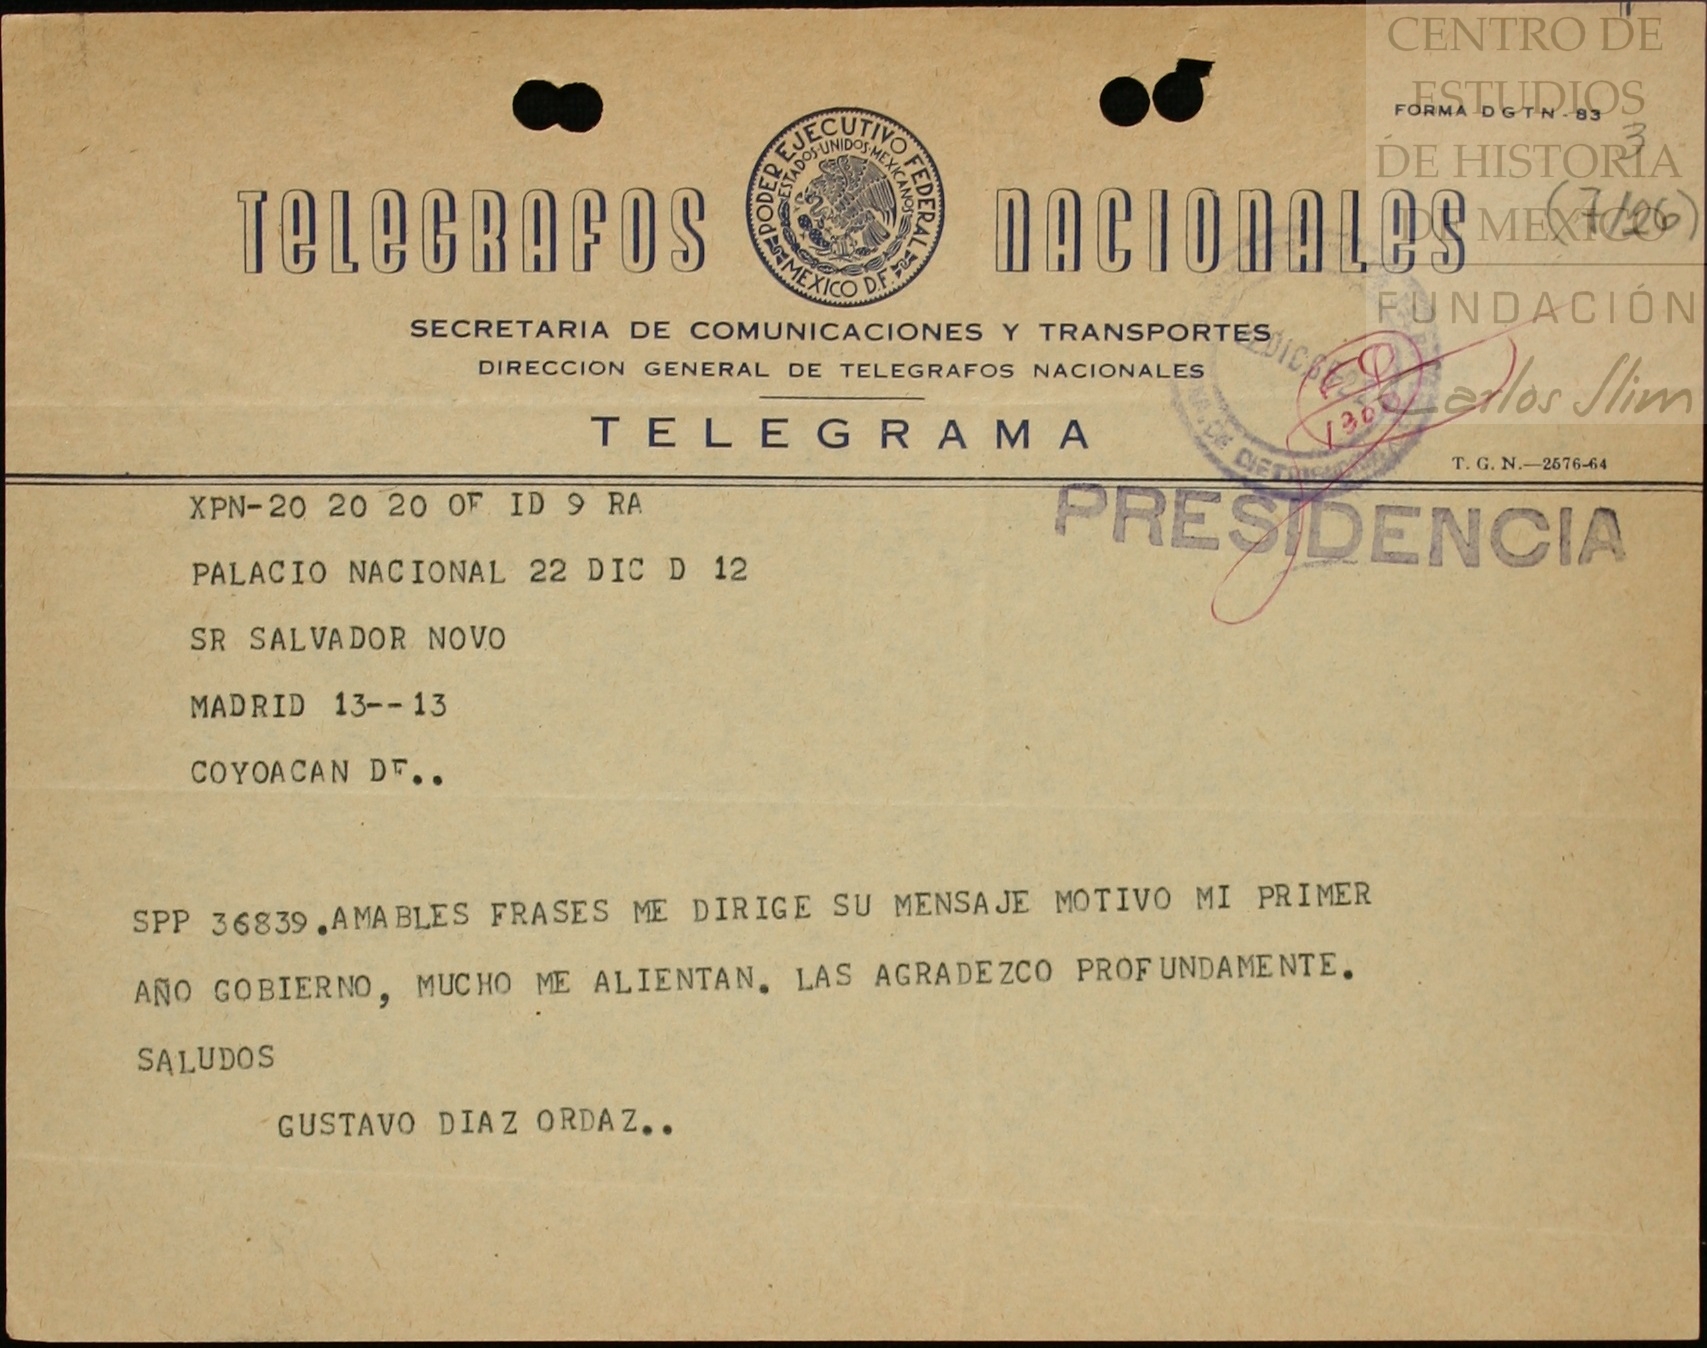 CENTRO DE
ESTUDIOS
DE HISTORIA
DE MEXICO
FUNDACIÓN
Carlos Slim
FORMA DGTN-83
3
(7/26)
TELEGRAFOS NACIONALES
PODER EJECUTIVO FEDERAL
ESTADOS UNIDOS MEXICANOS
MEXICO D.F.
SECRETARIA DE COMUNICACIONES Y TRANSPORTES
DIRECCION GENERAL DE TELEGRAFOS NACIONALES
TELEGRAMA
1300
T. G. N.—2576-64
PRESIDENCIA
XPN-20 20 20 OF ID 9 RA
PALACIO NACIONAL 22 DIC D 12
SR SALVADOR NOVO
MADRID 13--13
COYOACAN DF..
SPP 36839.AMABLES FRASES ME DIRIGE SU MENSAJE MOTIVO MI PRIMER
AÑO GOBIERNO, MUCHO ME ALIENTAN. LAS AGRADEZCO PROFUNDAMENTE.
SALUDOS
GUSTAVO DIAZ ORDAZ..